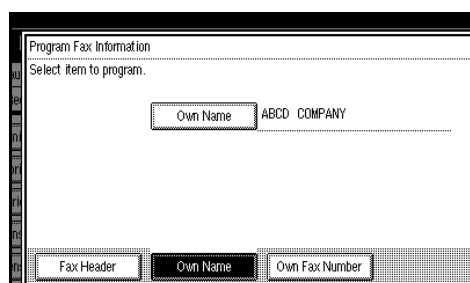 Program Fax Information
Select item to program.
Own Name ABCD COMPANY
Fax Header Own Name Own Fax Number